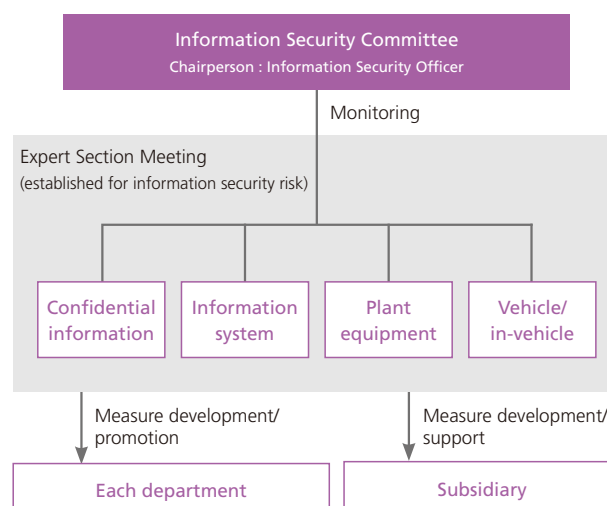 Information Security Committee
Chairperson : Information Security Officer
Monitoring
Expert Section Meeting
(established for information security risk)
Confidential
information
Information
system
Plant
equipment
Vehicle/
in-vehicle
Measure development/
promotion
Measure development/
support
Each department
Subsidiary